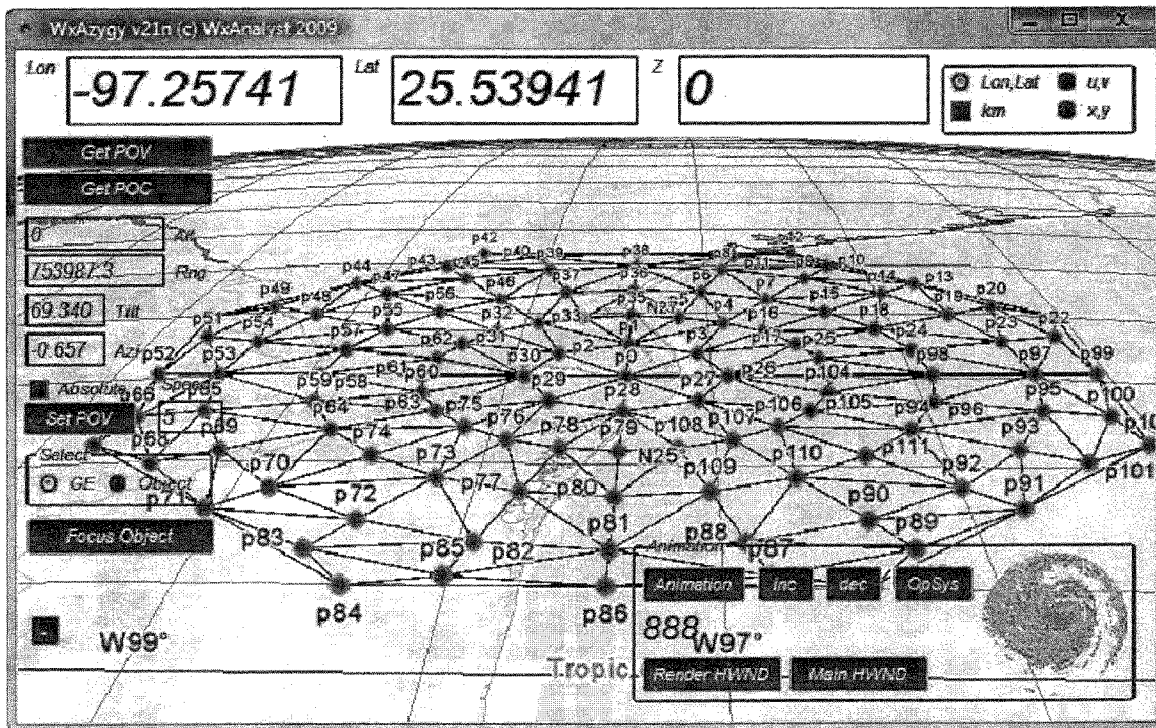 WxAzygy v21n (c) WxAnalyst 2009
Lon -97.25741 Lat 25.53941 Z 0
Lon,Lat u,v
km x,y
Get POV
Get POC
0 Alt
753987.3 Rng
69.340 Tilt
-0.657 Azi
Absolute Speed
Set POV 5
Select
GE Object
Focus Object
p42 p40 p39 p38 p12
p43 p45 p11 p10
p44 p47 p46 p37 p36 p6 p7 p14 p13
p49 p48 p56 p35 N27 p4 p15 p19 p20
p51 p54 p55 p32 p33 p1 p3 p16 p18 p23 p22
p52 p53 p57 p62 p31 p30 p2 p0 p17 p25 p24 p98 p97 p99
p66 p65 p59 p58 p61 p60 p29 p28 p27 p26 p104 p95 p100
p68 p69 p64 p63 p75 p76 p78 p79 p108 p107 p106 p105 p94 p96 p93
p71 p70 p74 p73 p77 p80 N25 p109 p110 p111 p92 p91 p101
p72 p81 p88 p90 p89
p83 p85 p82 p87
p84 p86
Animation
Animation inc dec OpSys
888
W99° W97°
Tropic
Render HWND Main HWND